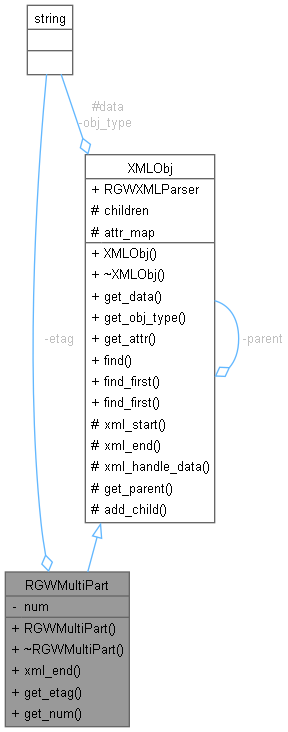 string
#data
-obj_type
XMLObj
+ RGWXMLParser
# children
# attr_map
+ XMLObj()
+ ~XMLObj()
+ get_data()
+ get_obj_type()
+ get_attr()
+ find()
+ find_first()
+ find_first()
# xml_start()
# xml_end()
# xml_handle_data()
# get_parent()
# add_child()
-etag
-parent
RGWMultiPart
- num
+ RGWMultiPart()
+ ~RGWMultiPart()
+ xml_end()
+ get_etag()
+ get_num()